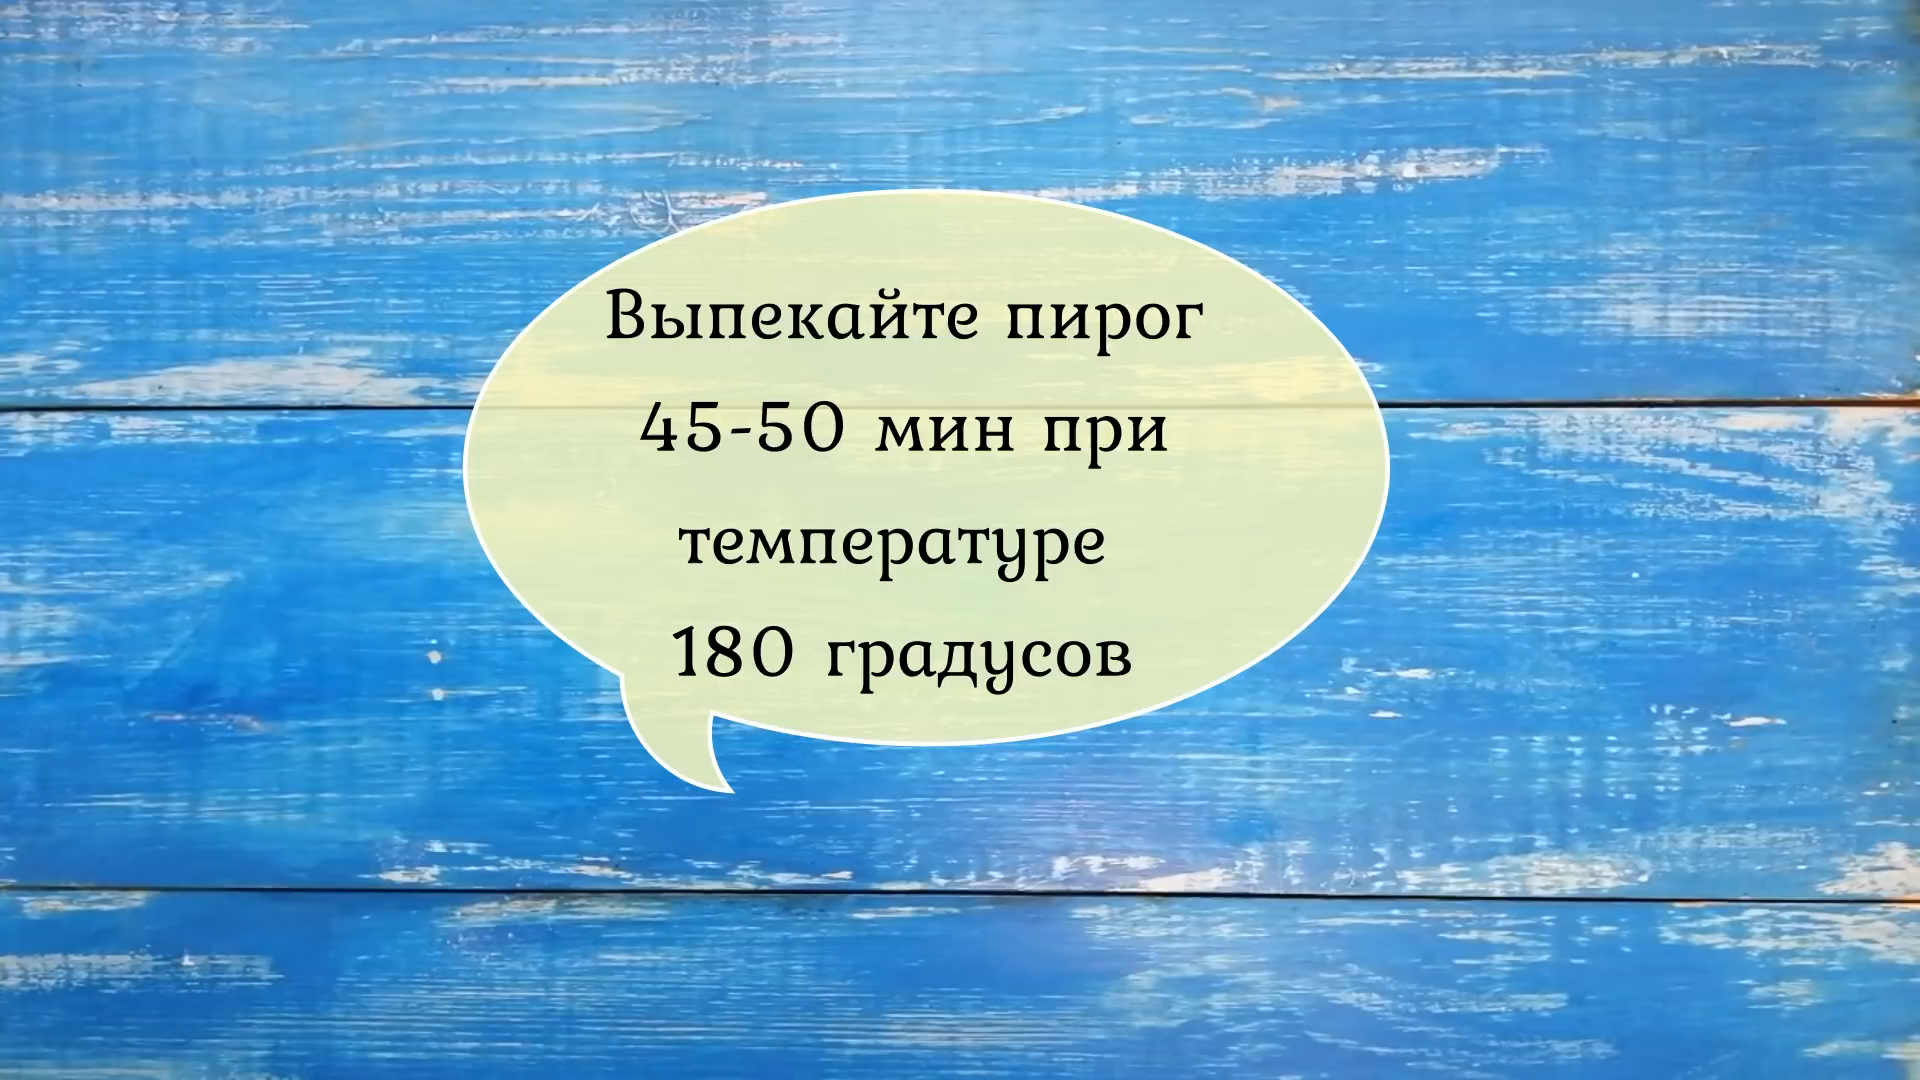 Выпекайте пирог
45-50 мин при
температуре
180 градусов